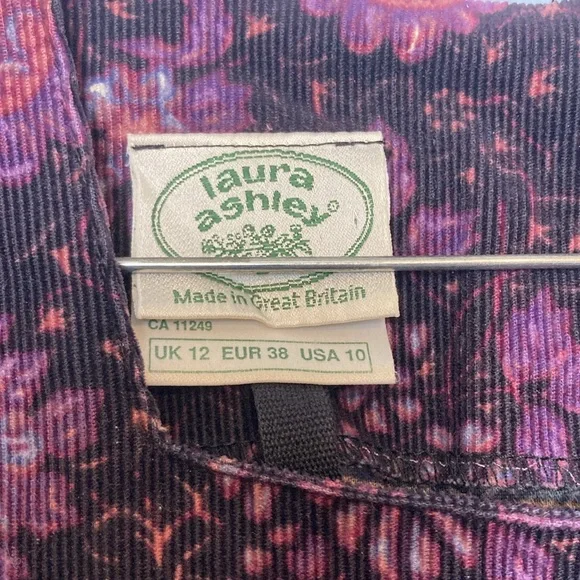 laura
ashley®
Made in Great Britain
CA 11249
UK 12 EUR 38 USA 10